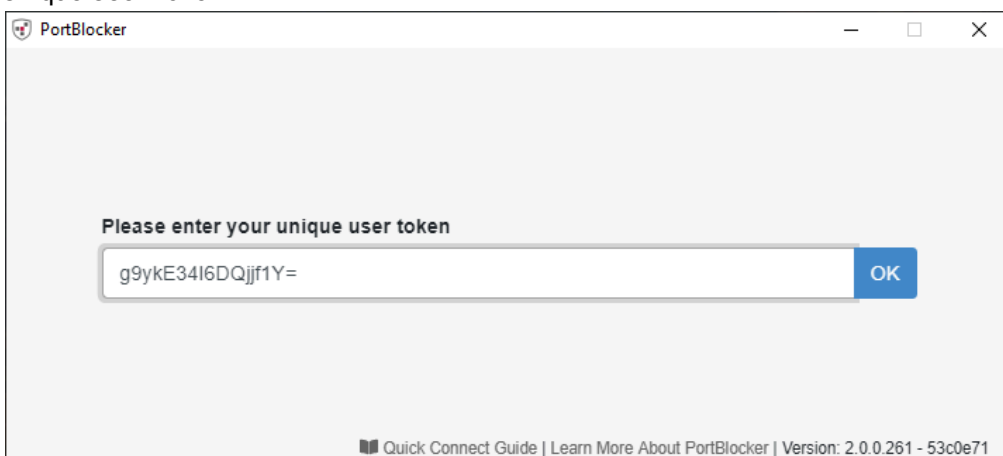 PortBlocker
Please enter your unique user token
g9ykE34I6DQjjf1Y=
OK
Quick Connect Guide | Learn More About PortBlocker | Version: 2.0.0.261 - 53c0e71